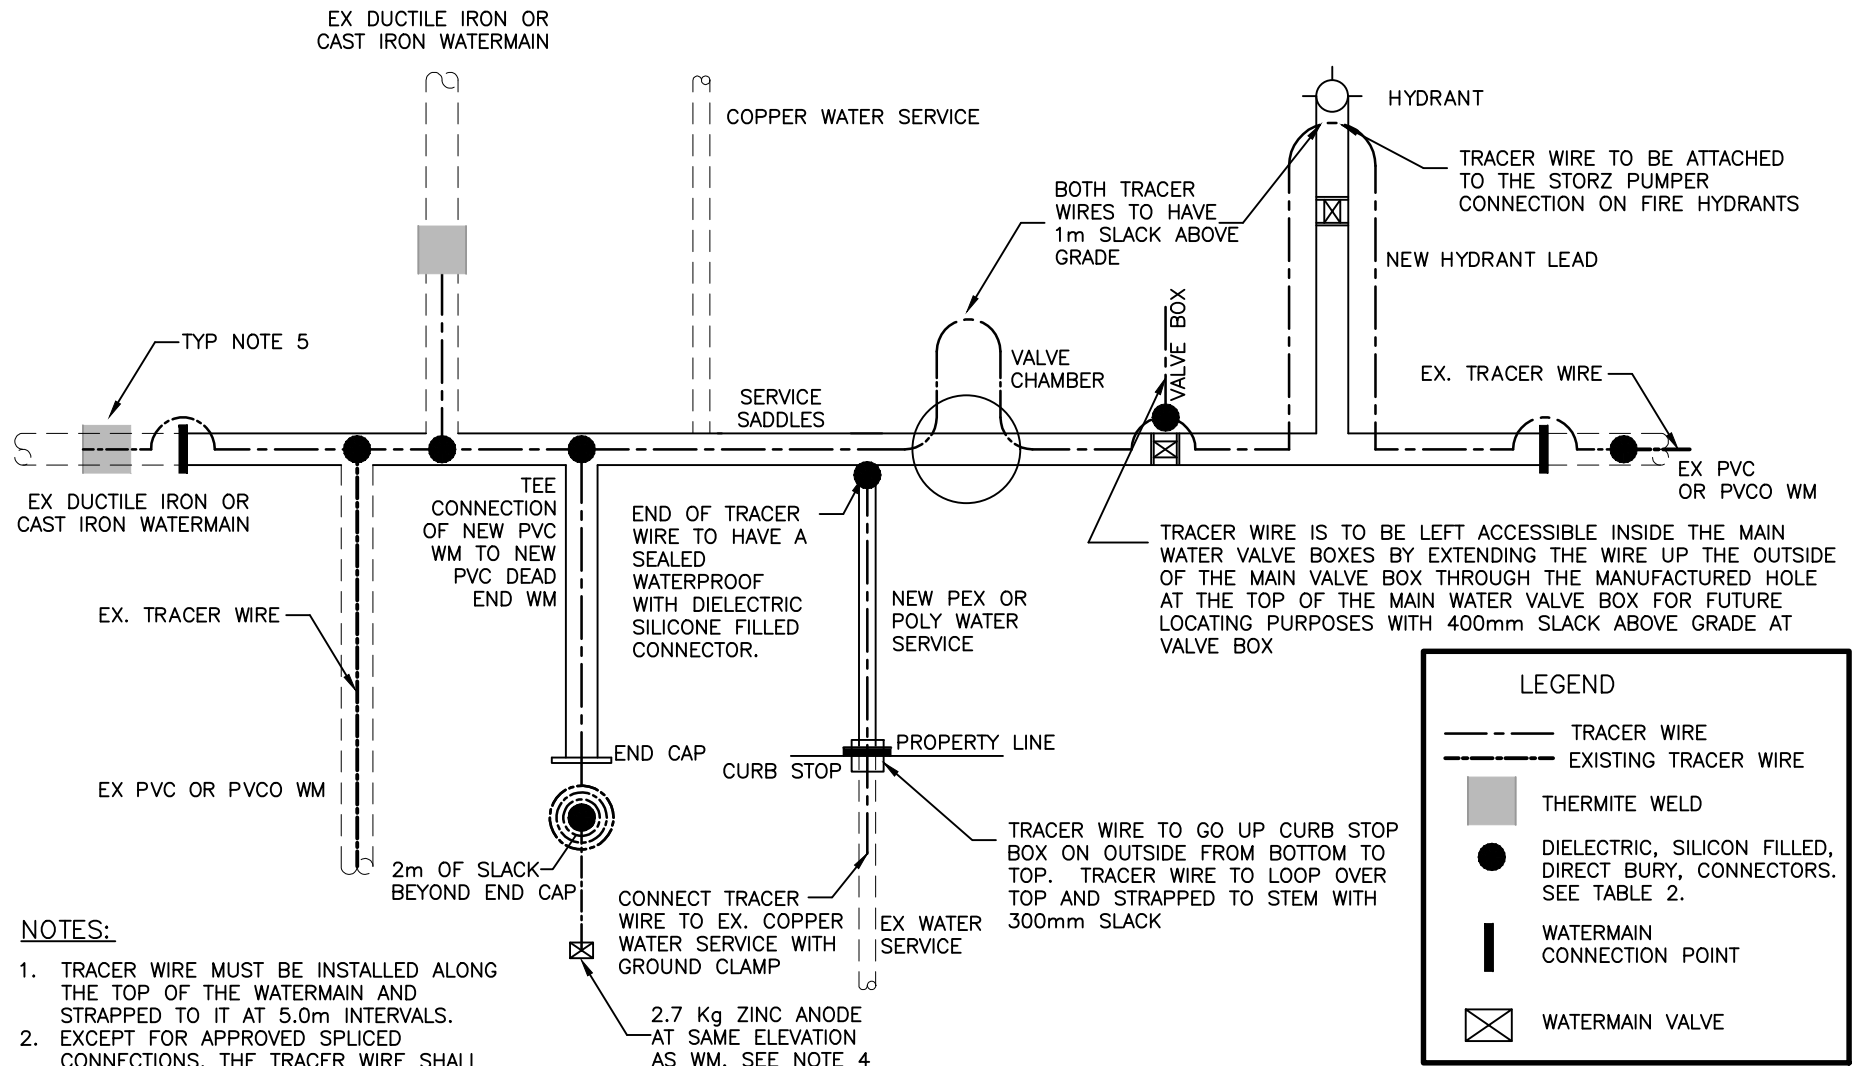 EX DUCTILE IRON OR
CAST IRON WATERMAIN
COPPER WATER SERVICE
HYDRANT
TRACER WIRE TO BE ATTACHED
TO THE STORZ PUMPER
CONNECTION ON FIRE HYDRANTS
BOTH TRACER
WIRES TO HAVE
1m SLACK ABOVE
GRADE
NEW HYDRANT LEAD
VALVE BOX
TYP NOTE 5
VALVE
CHAMBER
EX. TRACER WIRE
SERVICE
SADDLES
EX PVC
OR PVCO WM
EX DUCTILE IRON OR
CAST IRON WATERMAIN
TEE
CONNECTION
OF NEW PVC
WM TO NEW
PVC DEAD
END WM
END OF TRACER
WIRE TO HAVE A
SEALED
WATERPROOF
WITH DIELECTRIC
SILICONE FILLED
CONNECTOR.
TRACER WIRE IS TO BE LEFT ACCESSIBLE INSIDE THE MAIN
WATER VALVE BOXES BY EXTENDING THE WIRE UP THE OUTSIDE
OF THE MAIN VALVE BOX THROUGH THE MANUFACTURED HOLE
AT THE TOP OF THE MAIN WATER VALVE BOX FOR FUTURE
LOCATING PURPOSES WITH 400mm SLACK ABOVE GRADE AT
VALVE BOX
NEW PEX OR
POLY WATER
SERVICE
EX. TRACER WIRE
EX PVC OR PVCO WM
END CAP
PROPERTY LINE
CURB STOP
2m OF SLACK
BEYOND END CAP
CONNECT TRACER
WIRE TO EX. COPPER
WATER SERVICE WITH
GROUND CLAMP
EX WATER
SERVICE
TRACER WIRE TO GO UP CURB STOP
BOX ON OUTSIDE FROM BOTTOM TO
TOP. TRACER WIRE TO LOOP OVER
TOP AND STRAPPED TO STEM WITH
300mm SLACK
2.7 Kg ZINC ANODE
AT SAME ELEVATION
AS WM. SEE NOTE 4
LEGEND
TRACER WIRE
EXISTING TRACER WIRE
THERMITE WELD
DIELECTRIC, SILICON FILLED,
DIRECT BURY, CONNECTORS.
SEE TABLE 2.
WATERMAIN
CONNECTION POINT
WATERMAIN VALVE
NOTES:
1. TRACER WIRE MUST BE INSTALLED ALONG
THE TOP OF THE WATERMAIN AND
STRAPPED TO IT AT 5.0m INTERVALS.
2. EXCEPT FOR APPROVED SPLICED
CONNECTIONS, THE TRACER WIRE SHALL